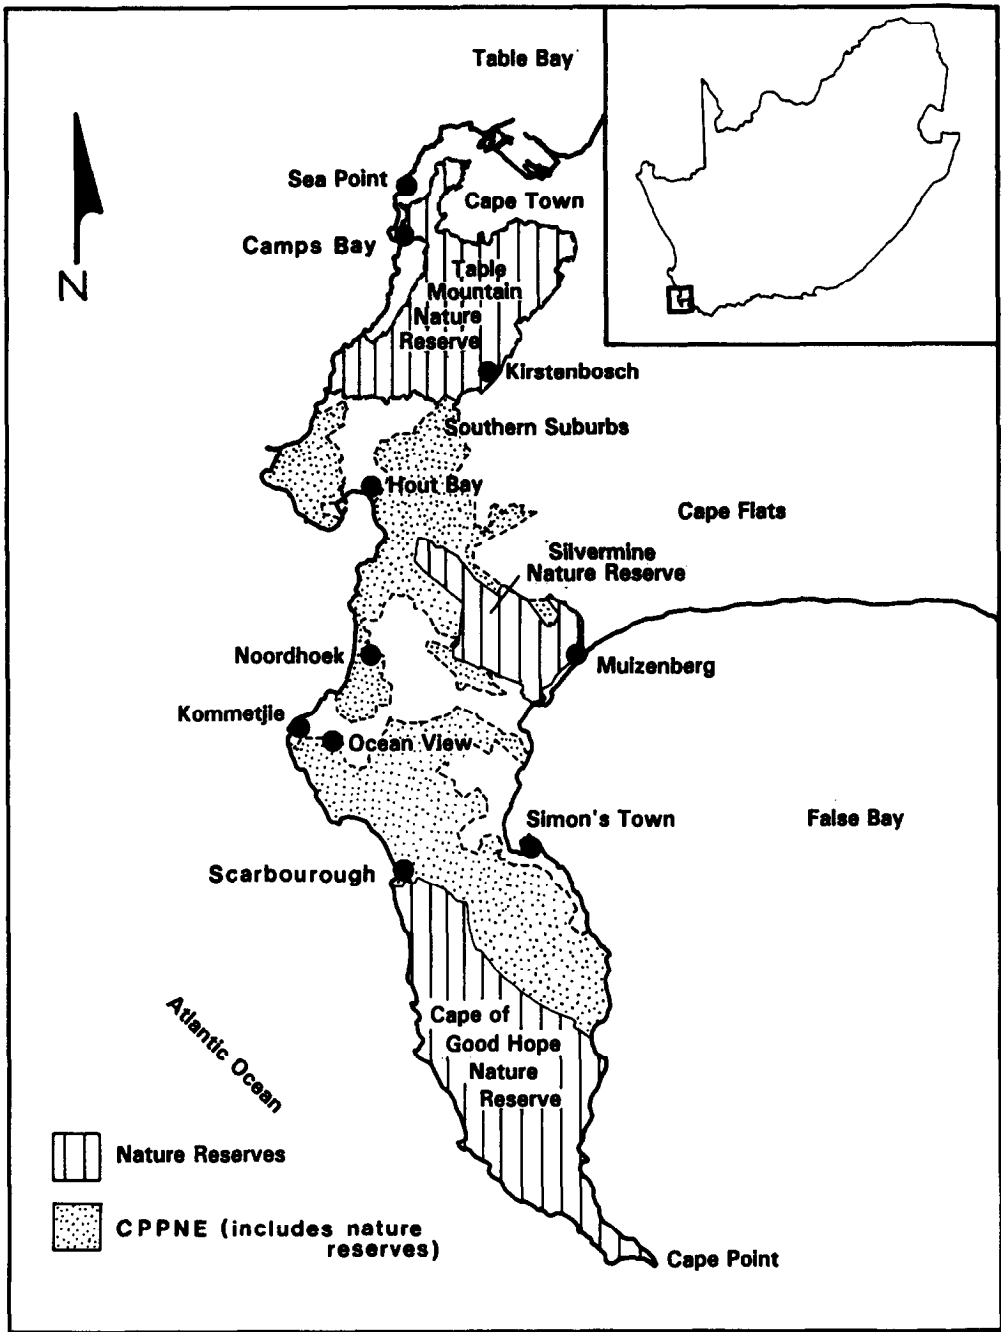 Table Bay
Sea Point
Cape Town
Camps Bay
Table
Mountain
Nature
Reserve
N
Kirstenbosch
Southern Suburbs
Hout Bay
Cape Flats
Silvermine
Nature Reserve
Noordhoek
Muizenberg
Kommetjie
Ocean View
Simon's Town
False Bay
Scarbourough
Atlantic Ocean
Cape of
Good Hope
Nature
Reserve
Nature Reserves
CPPNE (includes nature
reserves)
Cape Point